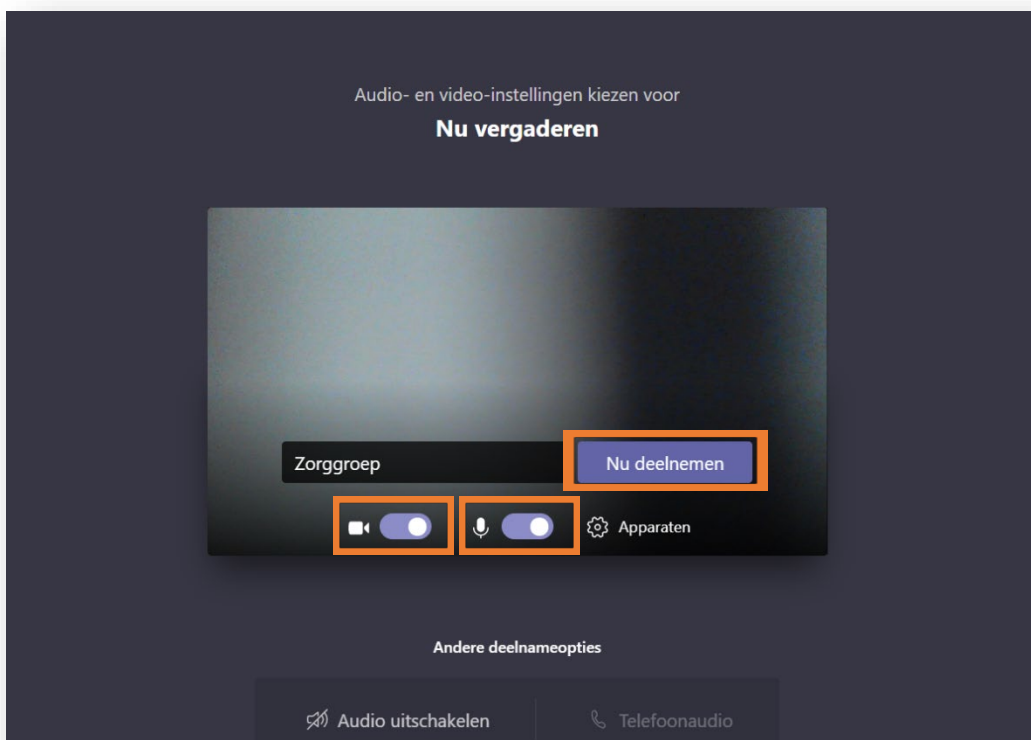 Audio- en video-instellingen kiezen voor
Nu vergaderen
Zorggroep
Nu deelnemen
Apparaten
Andere deelnameopties
Audio uitschakelen
Telefoonaudio